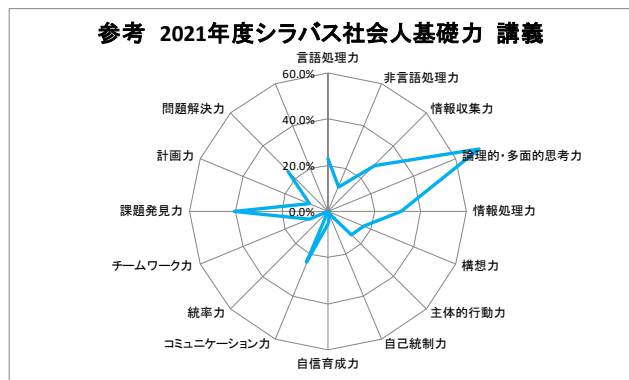 参考 2021年度シラバス社会人基礎力 講義
言語処理力
60.0%
非言語処理力
問題解決力
情報収集力
40.0%
計画力
論理的・多面的思考力
20.0%
課題発見力
0.0%
情報処理力
チームワーク力
構想力
統率力
主体的行動力
コミュニケーション力
自己統制力
自信育成力